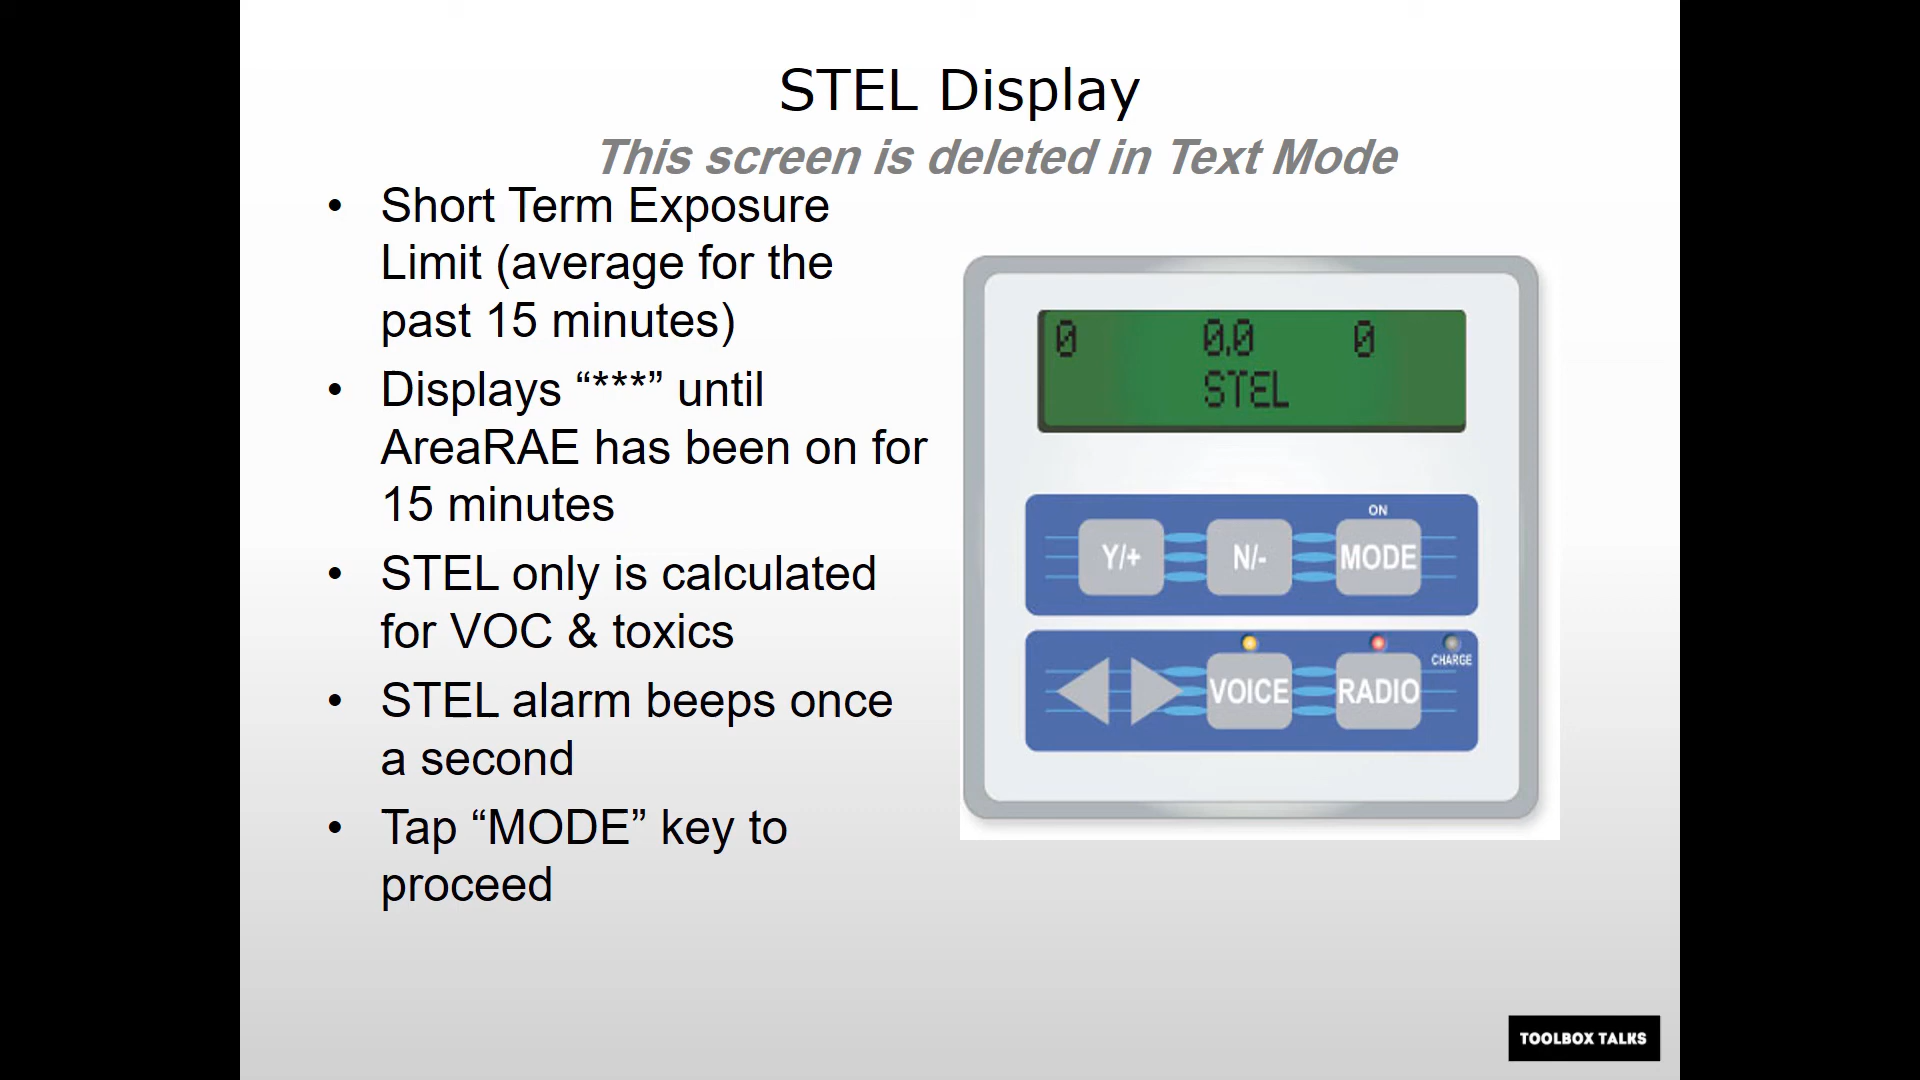 STEL Display
This screen is deleted in Text Mode
• Short Term Exposure
Limit (average for the
past 15 minutes)
• Displays “***” until
AreaRAE has been on for
15 minutes
• STEL only is calculated
for VOC & toxics
• STEL alarm beeps once
a second
• Tap “MODE” key to
proceed
0 0.0 0
STEL
ON
Y/+ N/- MODE
CHARGE
VOICE RADIO
TOOLBOX TALKS